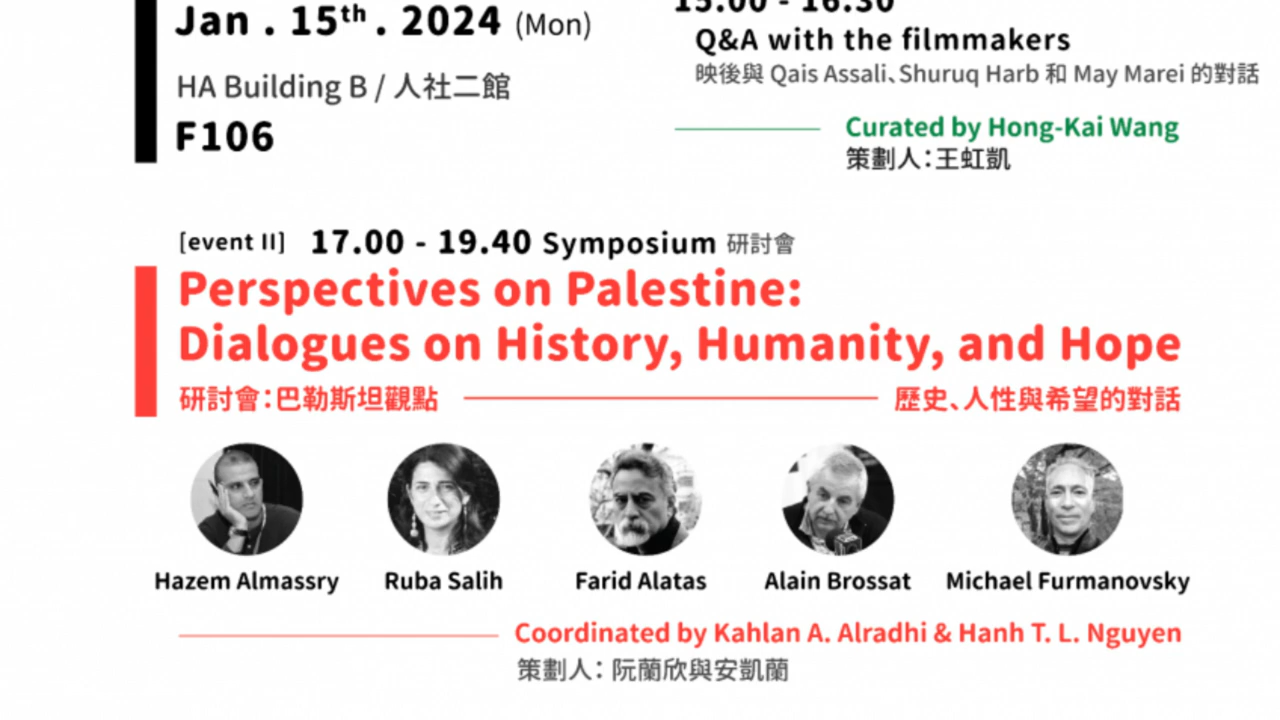 Jan . 15th . 2024 (Mon)
HA Building B / 人社二館
F106
15.00 - 16.30
Q&A with the filmmakers
映後與 Qais Assali、Shuruq Harb 和 May Marei 的對話
Curated by Hong-Kai Wang
策劃人：王虹凱
[event II] 17.00 - 19.40 Symposium 研討會
Perspectives on Palestine:
Dialogues on History, Humanity, and Hope
研討會：巴勒斯坦觀點 歷史、人性與希望的對話
Hazem Almassry Ruba Salih Farid Alatas Alain Brossat Michael Furmanovsky
Coordinated by Kahlan A. Alradhi & Hanh T. L. Nguyen
策劃人： 阮蘭欣與安凱蘭